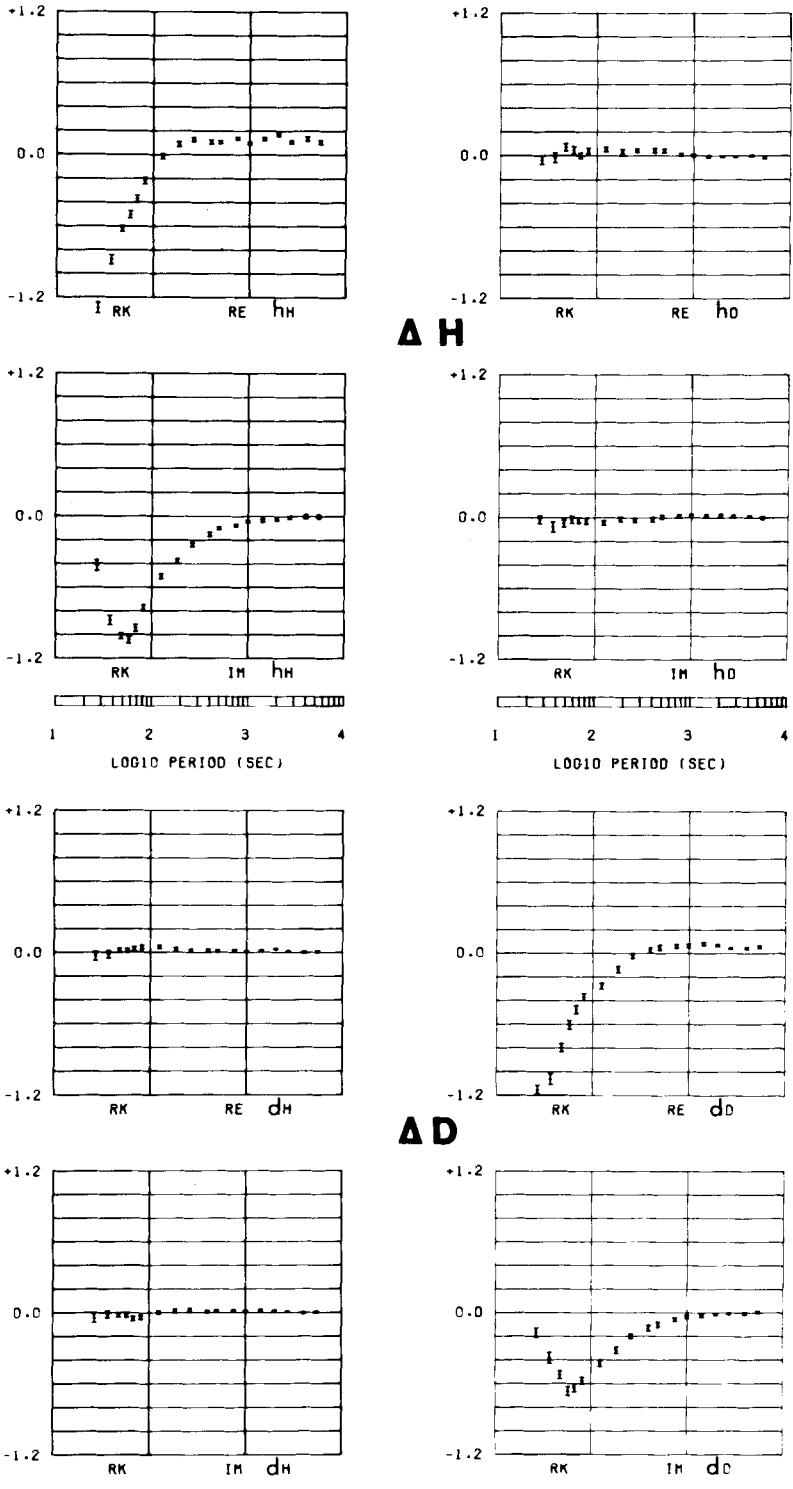 +1.2 +1.2
0.0 0.0
-1.2 -1.2
RK RE hH RK RE hD
Δ H
+1.2 +1.2
0.0 0.0
-1.2 -1.2
RK IM hH RK IM hD
1 2 3 4 1 2 3 4
LOG10 PERIOD (SEC) LOG10 PERIOD (SEC)
+1.2 +1.2
0.0 0.0
-1.2 -1.2
RK RE dH RK RE dD
Δ D
+1.2 +1.2
0.0 0.0
-1.2 -1.2
RK IM dH RK IM dD